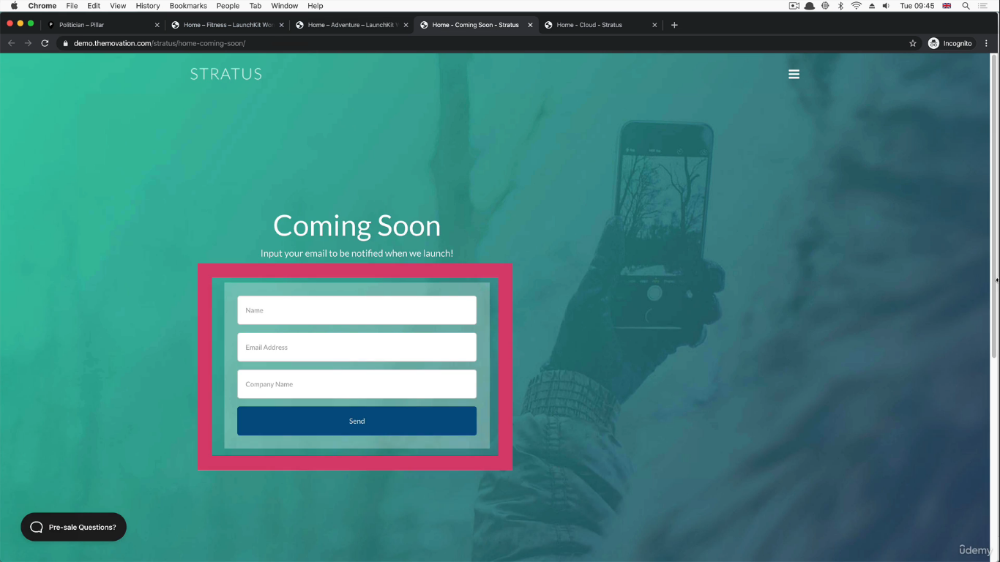 Chrome File Edit View History Bookmarks People Tab Window Help Tue 09:45
Politician – Pillar Home – Fitness – LaunchKit Wor Home – Adventure – LaunchKit W Home - Coming Soon - Stratus Home - Cloud - Stratus
demo.themovation.com/stratus/home-coming-soon/ Incognito
STRATUS
Coming Soon
Input your email to be notified when we launch!
Name
Email Address
Company Name
Send
Pre-sale Questions?
udemy